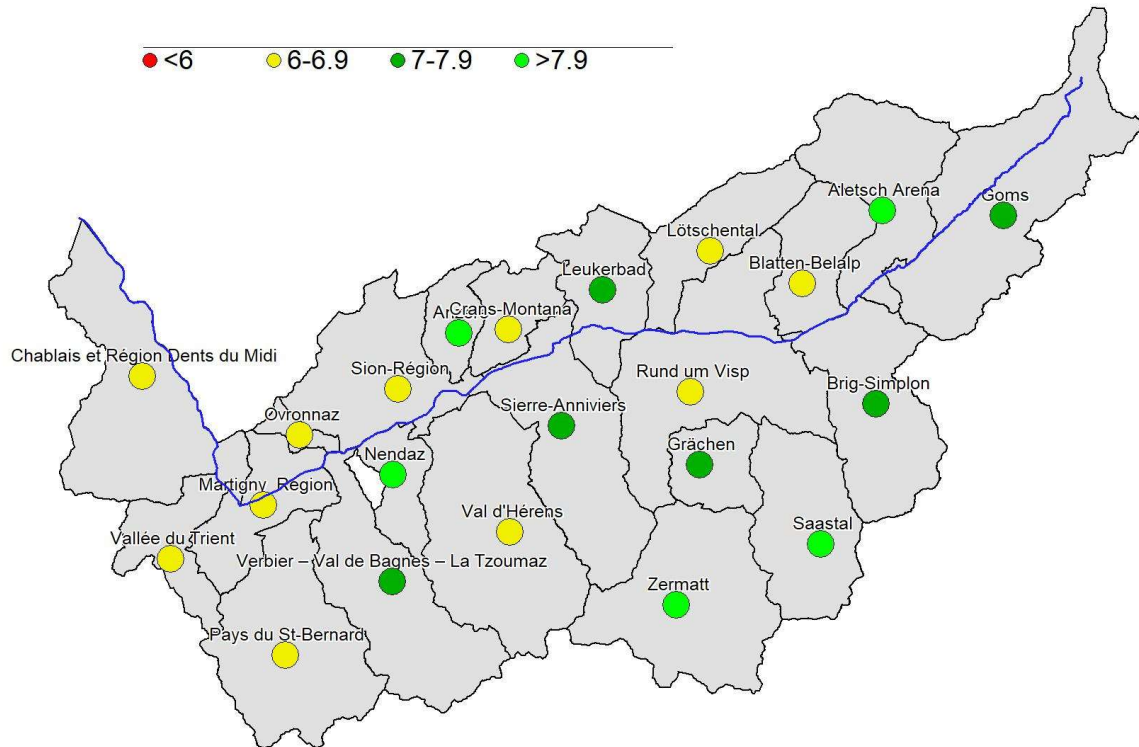 <6 6-6.9 7-7.9 >7.9
Aletsch Arena
Goms
Lötschental
Blatten-Belalp
Leukerbad
Crans-Montana
Chablais et Région Dents du Midi
Sion-Région
Rund um Visp
Brig-Simplon
Sierre-Anniviers
Ovronnaz
Nendaz
Grächen
Martigny Region
Val d'Hérens
Saastal
Vallée du Trient
Verbier – Val de Bagnes – La Tzoumaz
Zermatt
Pays du St-Bernard